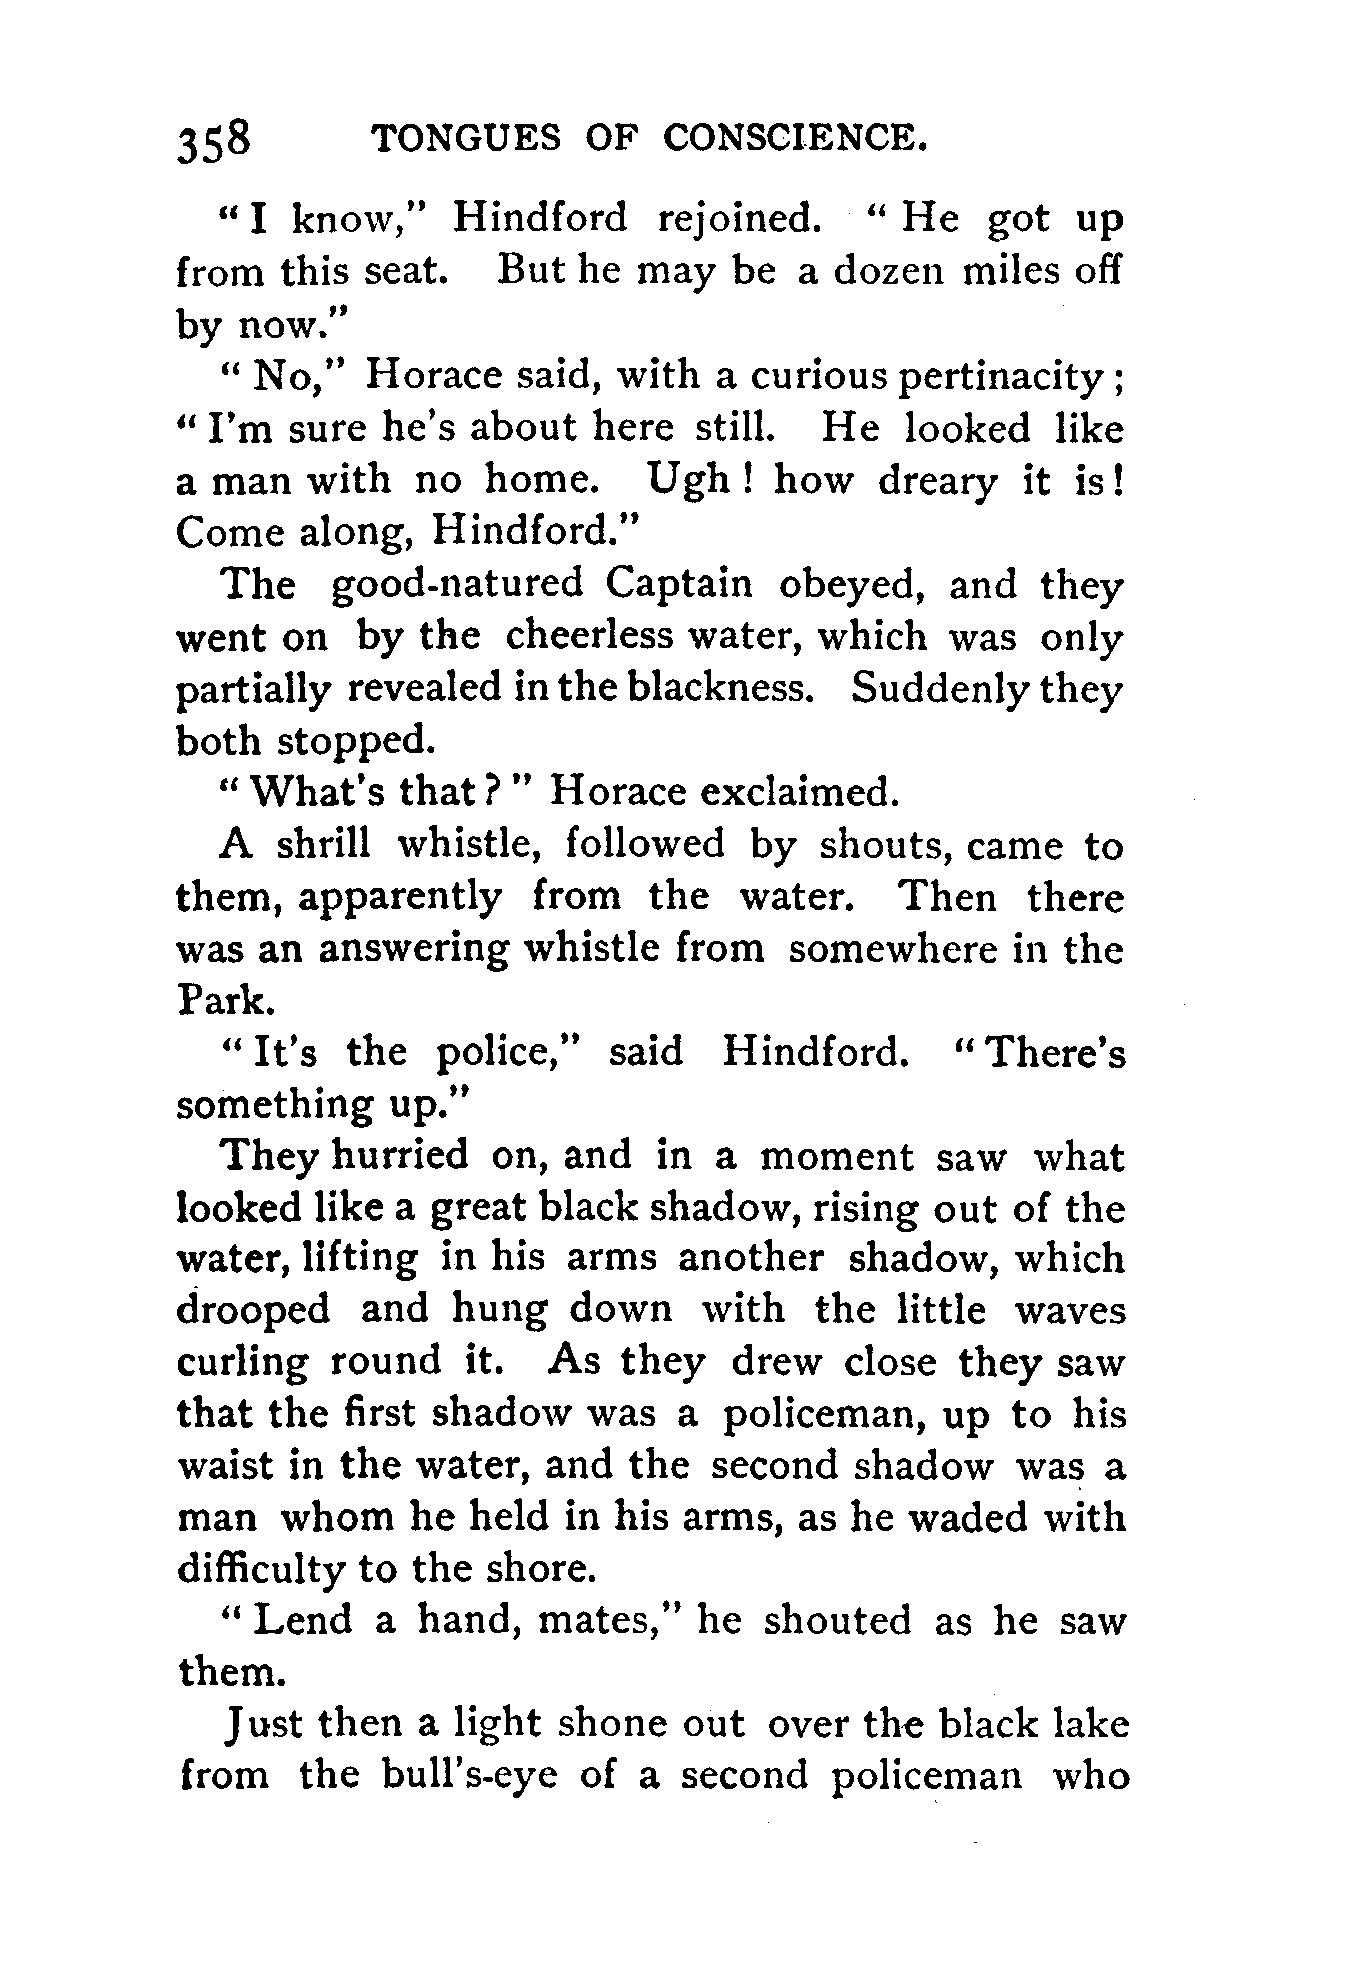 358 TONGUES OF CONSCIENCE.
“I know,” Hindford rejoined. “He got up
from this seat. But he may be a dozen miles off
by now.”
“No,” Horace said, with a curious pertinacity;
“I'm sure he's about here still. He looked like
a man with no home. Ugh! how dreary it is!
Come along, Hindford.”
The good-natured Captain obeyed, and they
went on by the cheerless water, which was only
partially revealed in the blackness. Suddenly they
both stopped.
“What's that?” Horace exclaimed.
A shrill whistle, followed by shouts, came to
them, apparently from the water. Then there
was an answering whistle from somewhere in the
Park.
“It's the police,” said Hindford. “There's
something up.”
They hurried on, and in a moment saw what
looked like a great black shadow, rising out of the
water, lifting in his arms another shadow, which
drooped and hung down with the little waves
curling round it. As they drew close they saw
that the first shadow was a policeman, up to his
waist in the water, and the second shadow was a
man whom he held in his arms, as he waded with
difficulty to the shore.
“Lend a hand, mates,” he shouted as he saw
them.
Just then a light shone out over the black lake
from the bull's-eye of a second policeman who